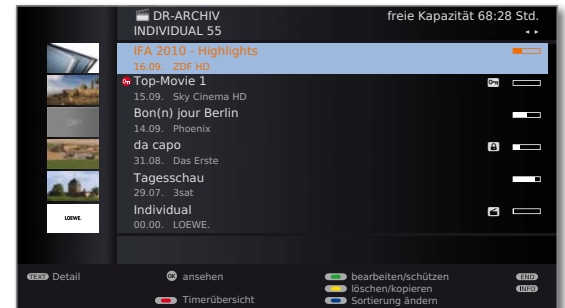 DR-ARCHIV freie Kapazität 68:28 Std.
INDIVIDUAL 55
IFA 2010 - Highlights
16.09. ZDF HD
Top-Movie 1
15.09. Sky Cinema HD
Bon(n) jour Berlin
14.09. Phoenix
DR+
da capo
31.08. Das Erste
Tagesschau
29.07. 3sat
Individual
00.00. LOEWE.
LOEWE.
TEXT Detail OK ansehen bearbeiten/schützen END
löschen/kopieren INFO
Timerübersicht Sortierung ändern